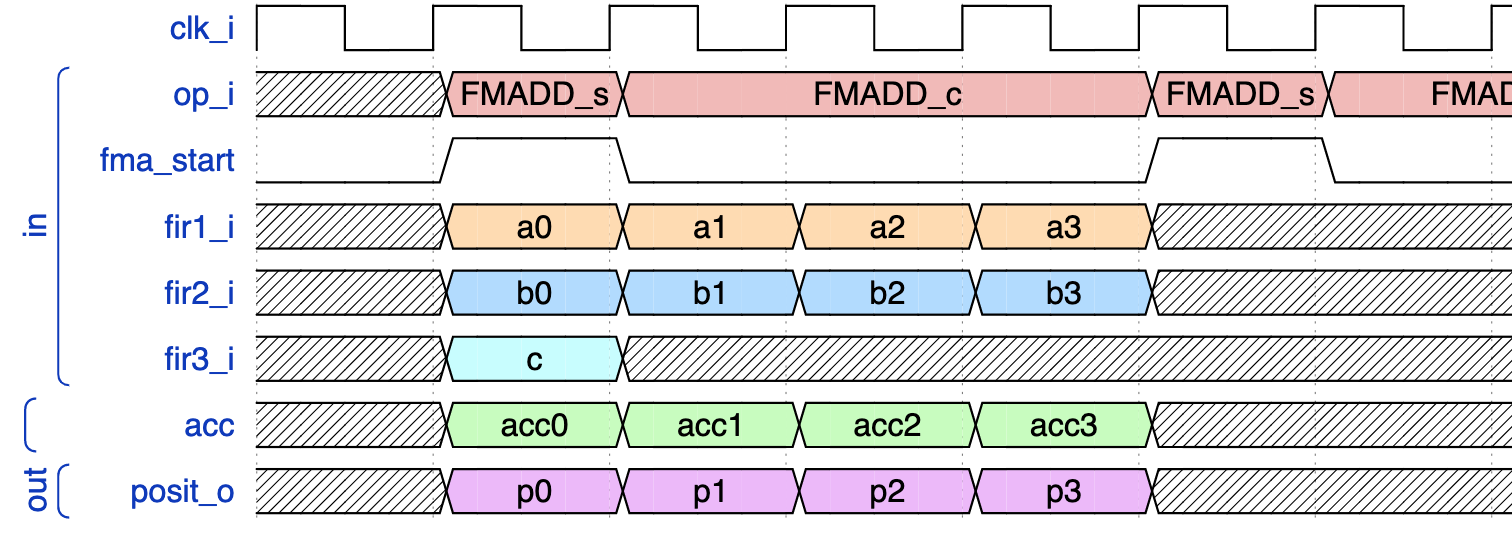 clk_i
in
op_i FMADD_s FMADD_c FMADD_s FMAD
fma_start
fir1_i a0 a1 a2 a3
fir2_i b0 b1 b2 b3
fir3_i c
acc acc0 acc1 acc2 acc3
out
posit_o p0 p1 p2 p3